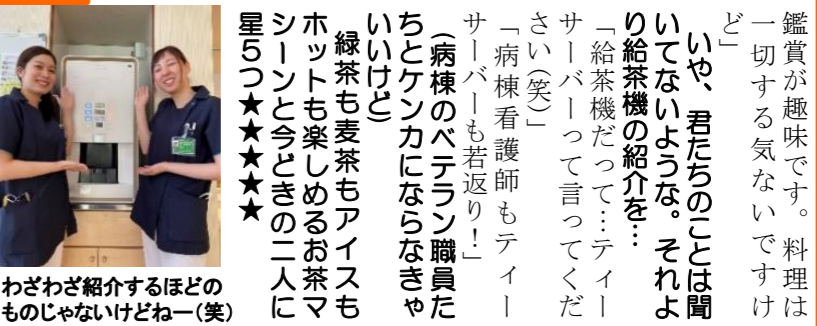 鑑賞が趣味です。料理は
一切する気ないですけ
ど」
いや、君たちのことは聞
いてないような。それよ
り給茶機の紹介を…
「給茶機だって…ティー
サーバーって言ってくだ
さい(笑)」
「病棟看護師もティー
サーバーも若返り！」
(病棟のベテラン職員た
ちとケンカにならなきゃ
いいけど)
緑茶も麦茶もアイスも
ホットも楽しめるお茶マ
シーンと今どきの二人に
星5つ★★★★★
わざわざ紹介するほどの
ものじゃないけどねー(笑)